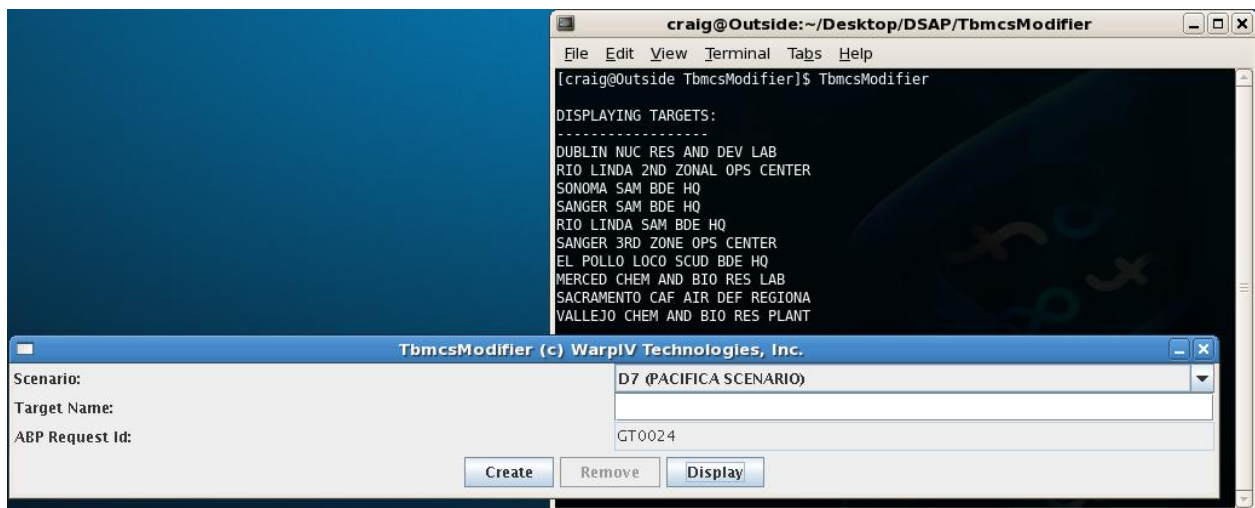 craig@Outside:~/Desktop/DSAP/TbmcsModifier
File Edit View Terminal Tabs Help
[craig@Outside TbmcsModifier]$ TbmcsModifier
DISPLAYING TARGETS:
------------------
DUBLIN NUC RES AND DEV LAB
RIO LINDA 2ND ZONAL OPS CENTER
SONOMA SAM BDE HQ
SANGER SAM BDE HQ
RIO LINDA SAM BDE HQ
SANGER 3RD ZONE OPS CENTER
EL POLLO LOCO SCUD BDE HQ
MERCED CHEM AND BIO RES LAB
SACRAMENTO CAF AIR DEF REGIONA
VALLEJO CHEM AND BIO RES PLANT
TbmcsModifier (c) WarpIV Technologies, Inc.
Scenario: D7 (PACIFICA SCENARIO)
Target Name:
ABP Request Id: GT0024
Create Remove Display